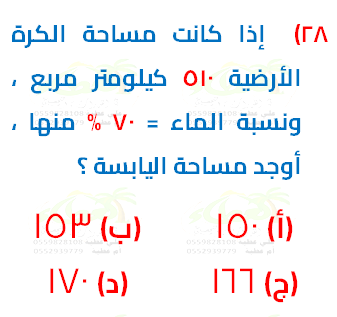 ٢٨) إذا كانت مساحة الكرة
الأرضية ٥١٠ كيلومتر مربع ،
ونسبة الماء = ٧٠ % منها ،
أوجد مساحة اليابسة ؟
(أ) ١٥٠ (ب) ١٥٣
(ج) ١٦٦ (د) ١٧٠